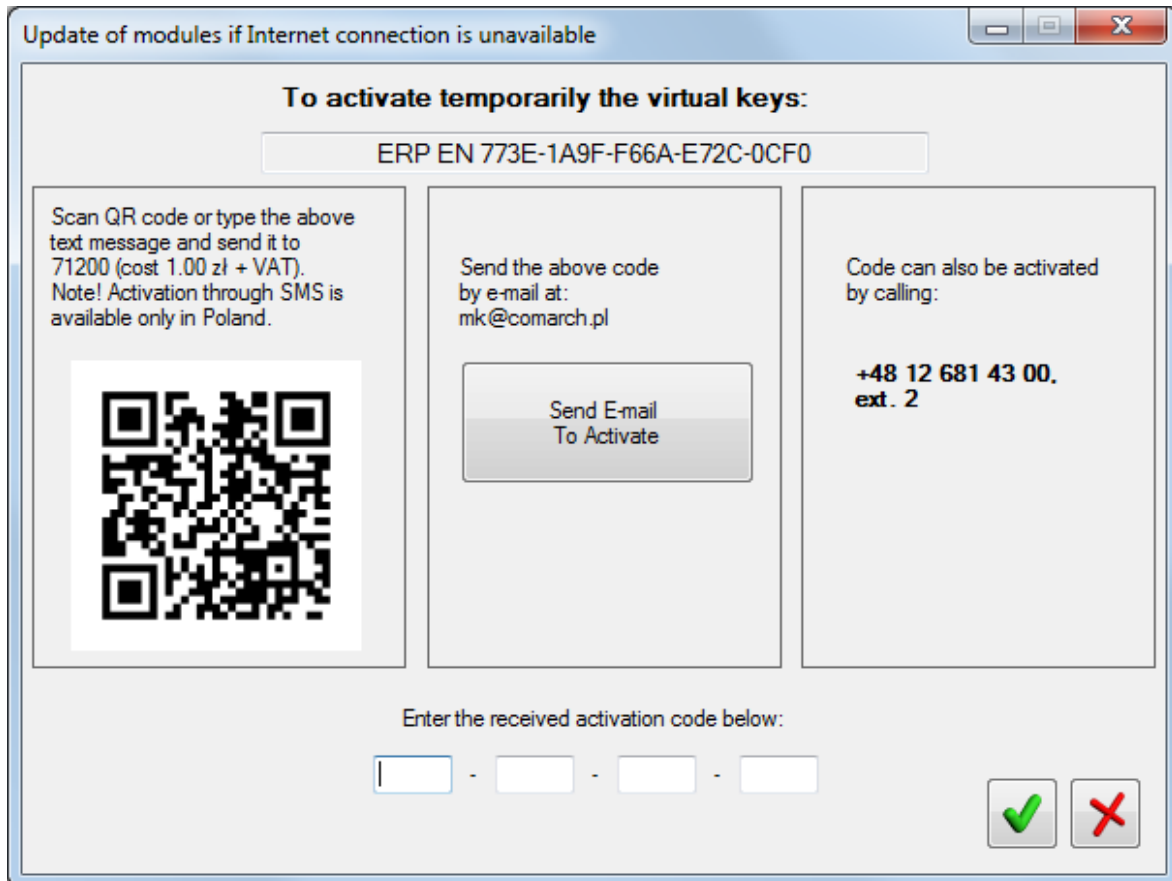 Update of modules if Internet connection is unavailable
To activate temporarily the virtual keys:
ERP EN 773E-1A9F-F66A-E72C-0CF0
Scan QR code or type the above
text message and send it to
71200 (cost 1.00 zł + VAT).
Note! Activation through SMS is
available only in Poland.
Send the above code
by e-mail at:
mk@comarch.pl
Send E-mail
To Activate
Code can also be activated
by calling:
+48 12 681 43 00,
ext. 2
Enter the received activation code below:
- - -